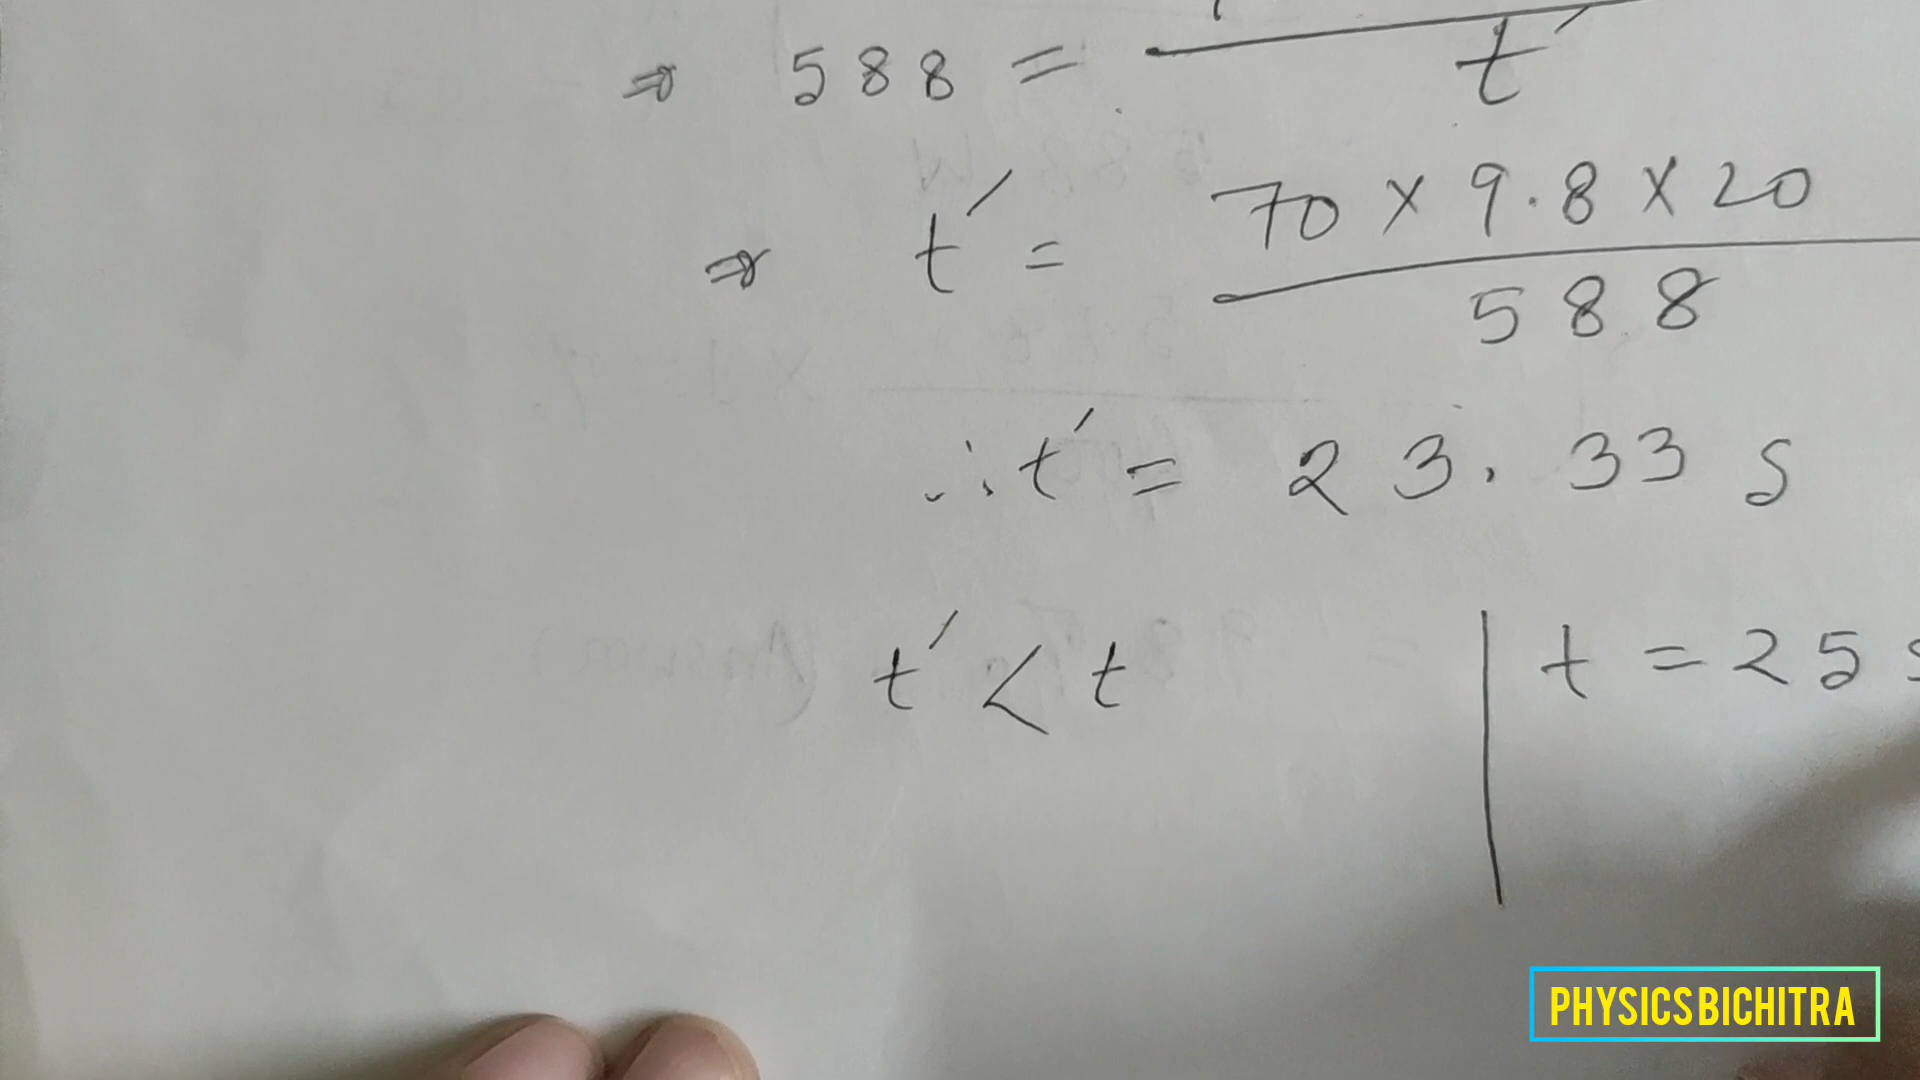 ⇒ 588 = ―― t′
⇒ t′ = 70 × 9.8 × 20 / 588
∴ t′ = 23.33 s
t′ < t | t = 25 s
PHYSICS BICHITRA